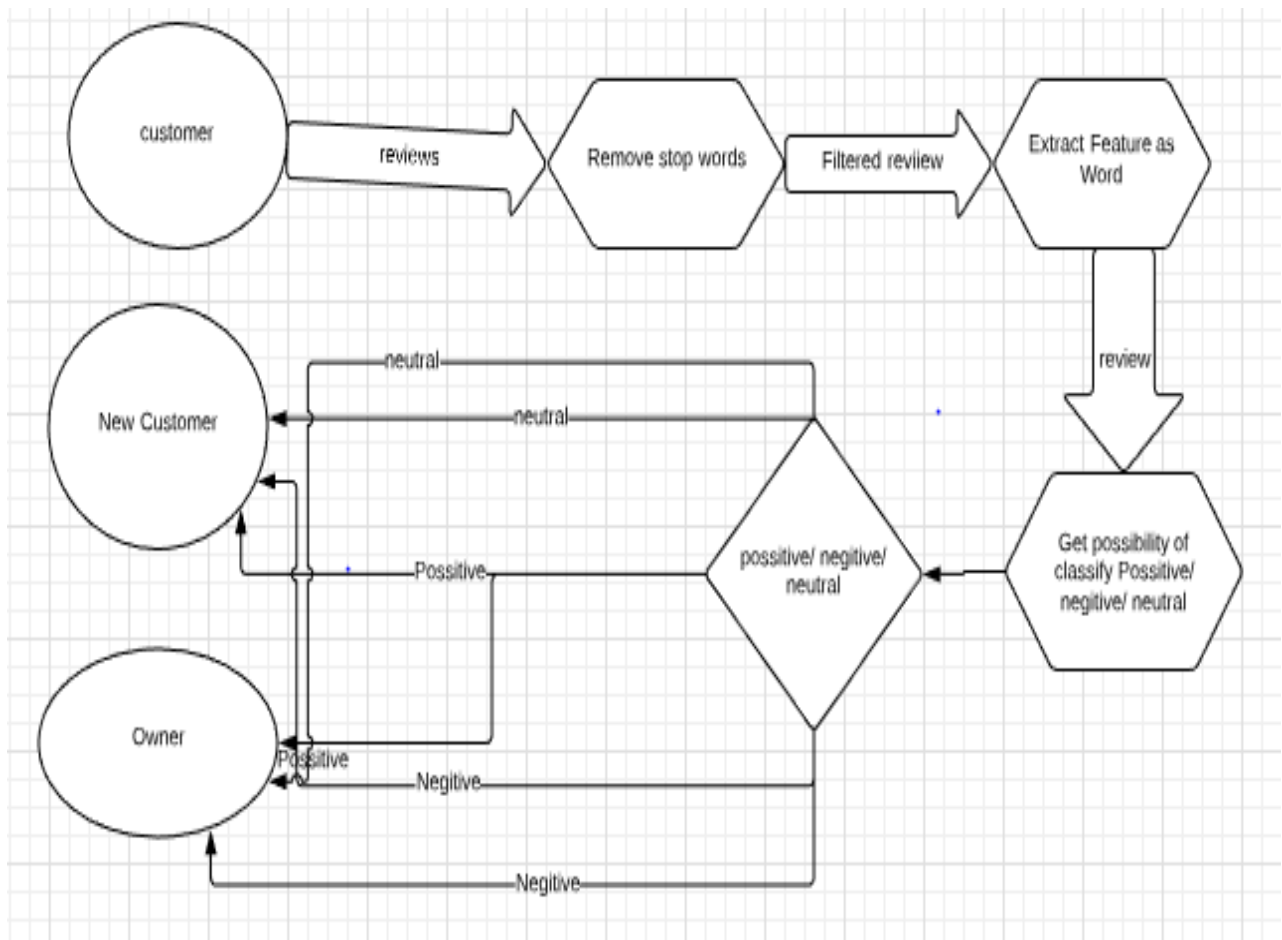 customer
reviews
Remove stop words
Filtered reviiew
Extract Feature as
Word
review
neutral
neutral
New Customer
Get possibility of
classify Possitive/
negitive/ neutral
possitive/ negitive/
neutral
Possitive
Owner
Possitive
Negitive
Negitive